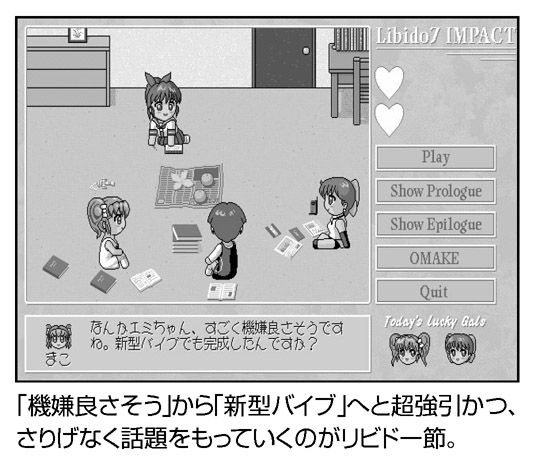 Libido7 IMPACT
Play
Show Prologue
Show Epilogue
OMAKE
Quit
Today's Lucky Gals
まこ
なんかエミちゃん、すごく機嫌良さそうです
ね。新型バイブでも完成したんですか?
「機嫌良さそう」から「新型バイブ」へと超強引かつ、
さりげなく話題をもっていくのがリビドー節。